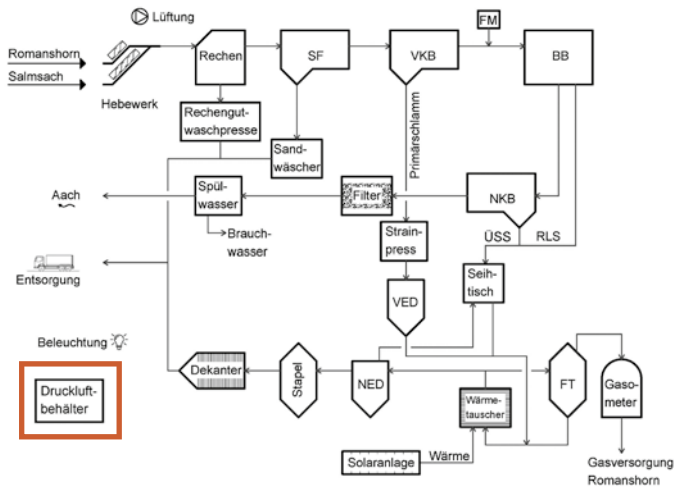 Lüftung
FM
Romanshorn
Salmsach
Hebewerk
Rechen
SF
VKB
BB
Rechengut-
waschpresse
Sand-
wäscher
Primärschlamm
Aach
Spül-
wasser
Filter
NKB
Brauch-
wasser
Strain-
press
ÜSS
RLS
Entsorgung
Seih-
tisch
VED
Beleuchtung
Dekanter
Stapel
NED
FT
Gaso-
meter
Druckluft-
behälter
Wärme-
tauscher
Solaranlage
Wärme
Gasversorgung
Romanshorn